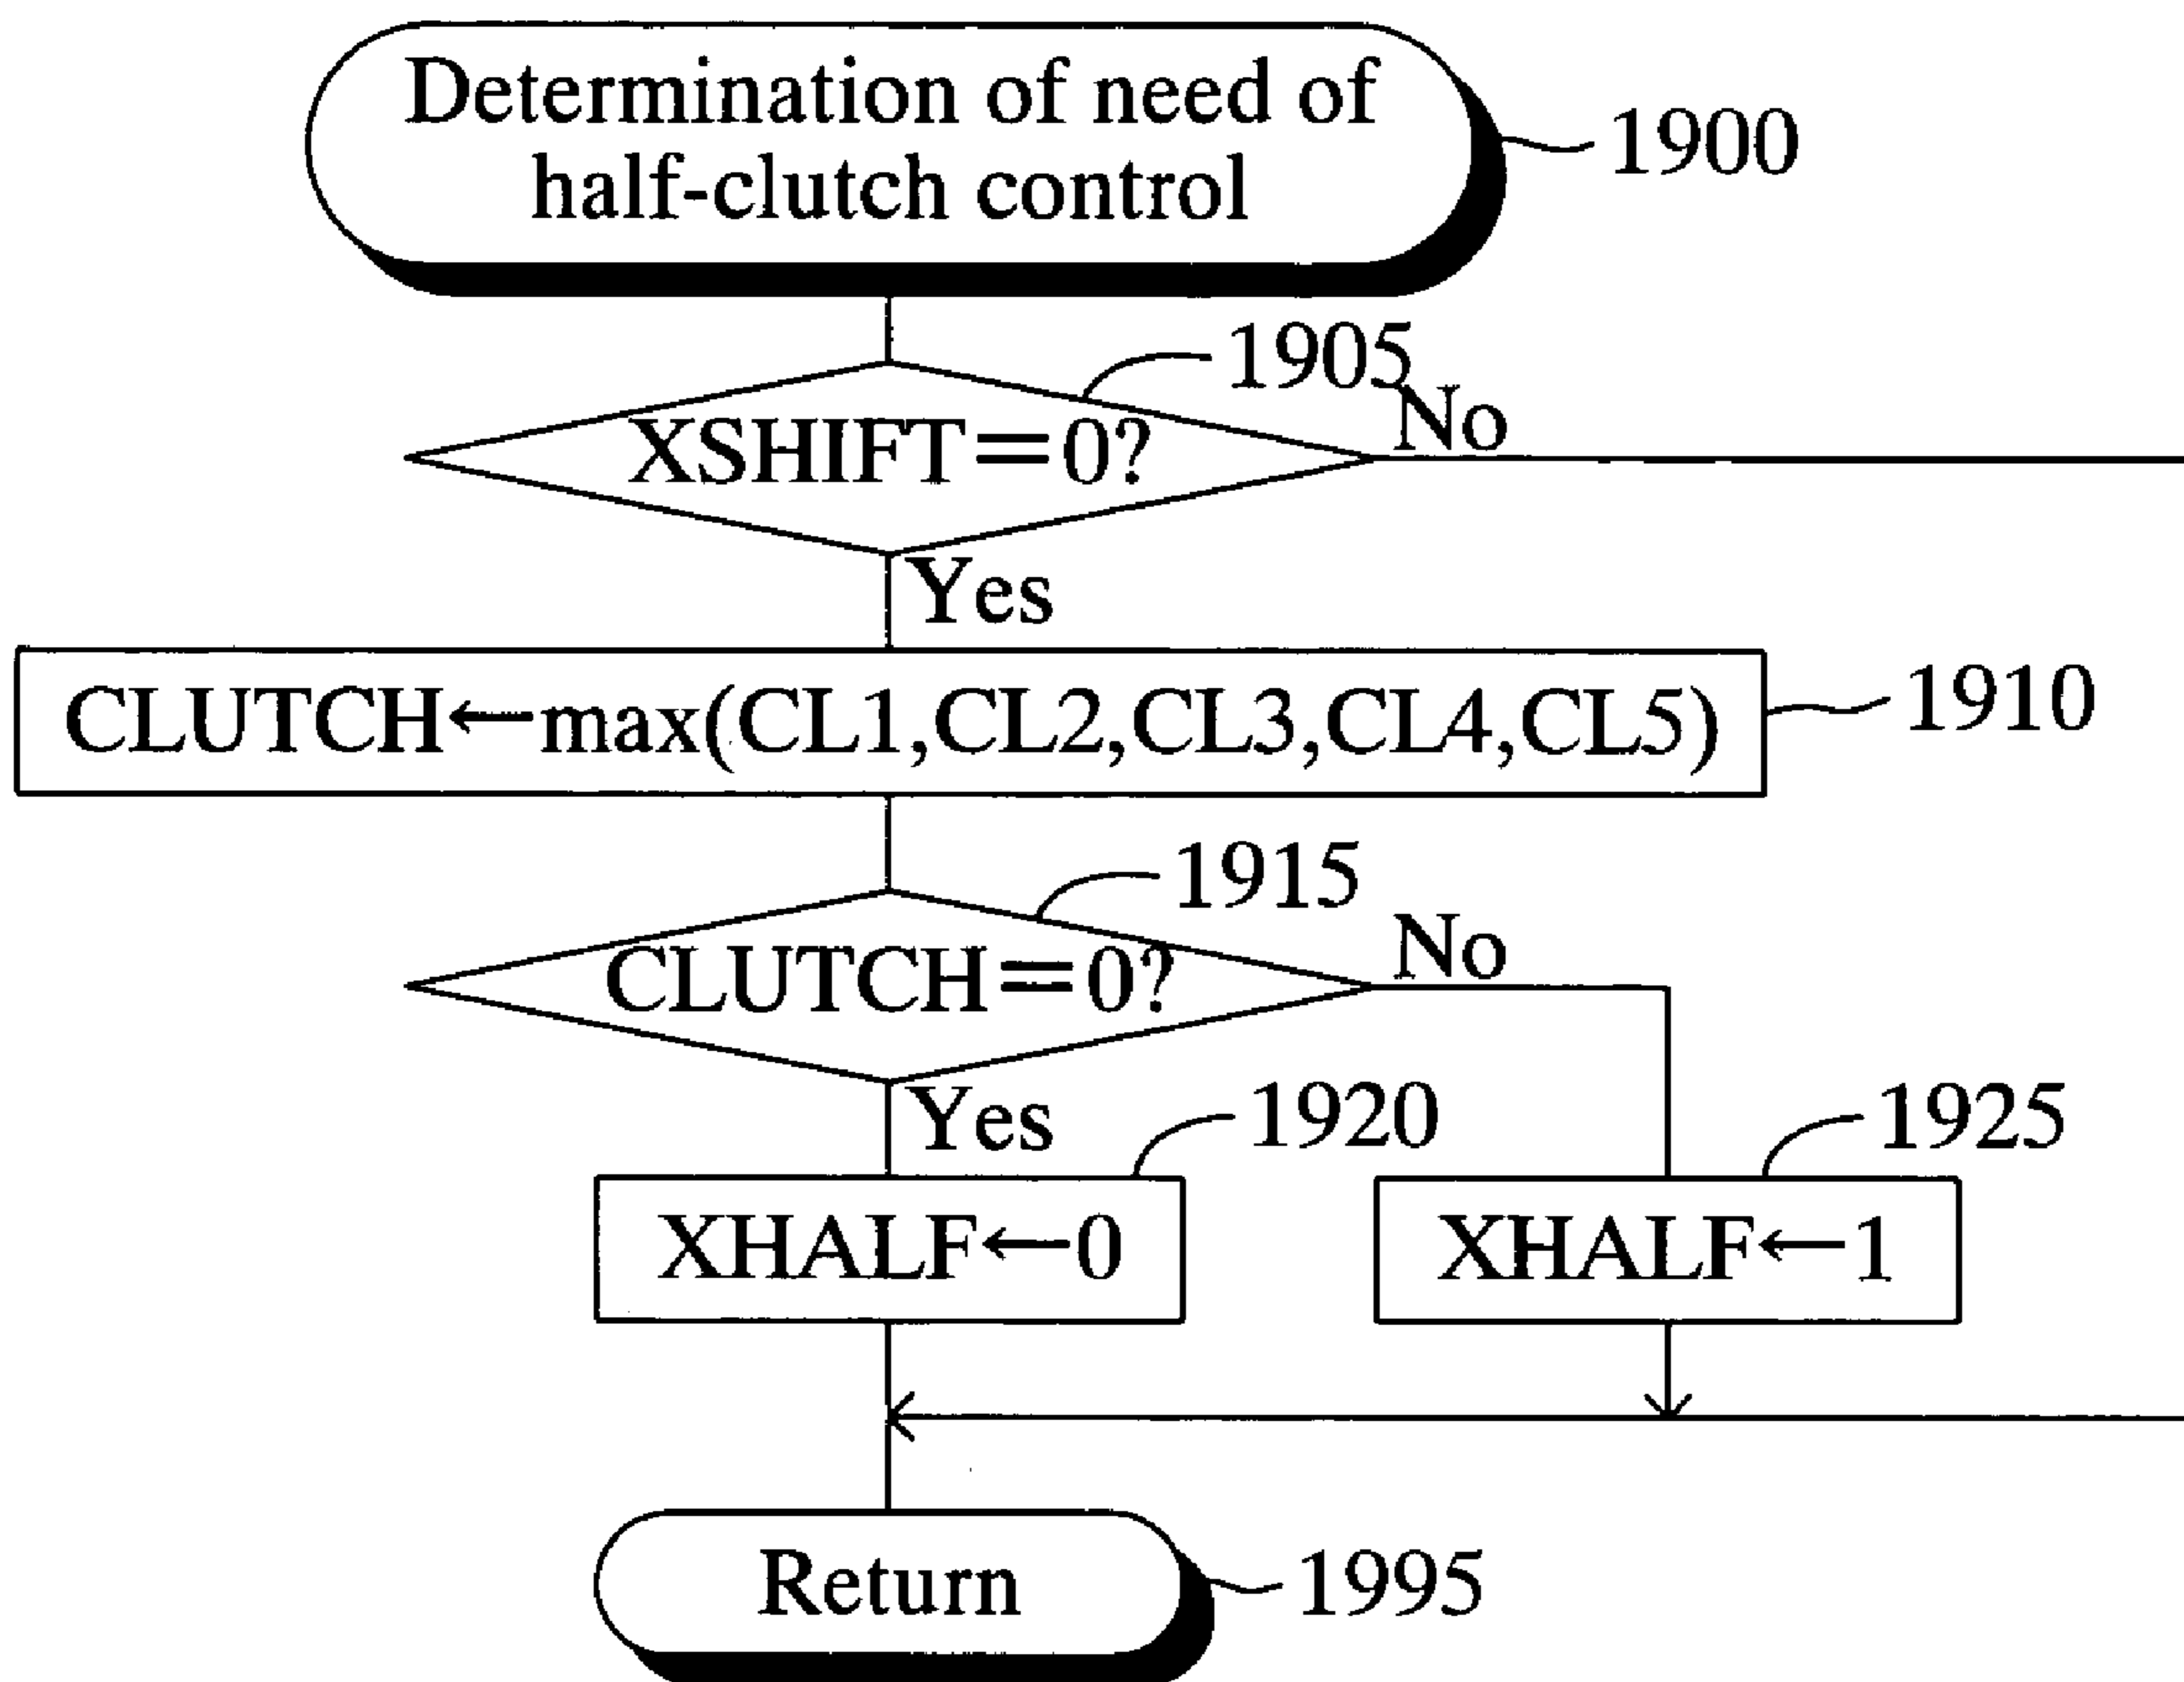 Determination of need of
half-clutch control
1900
1905
XSHIFT=0?
No
Yes
CLUTCH←max(CL1,CL2,CL3,CL4,CL5)
1910
1915
CLUTCH=0?
No
Yes
1920
1925
XHALF←0
XHALF←1
Return
1995